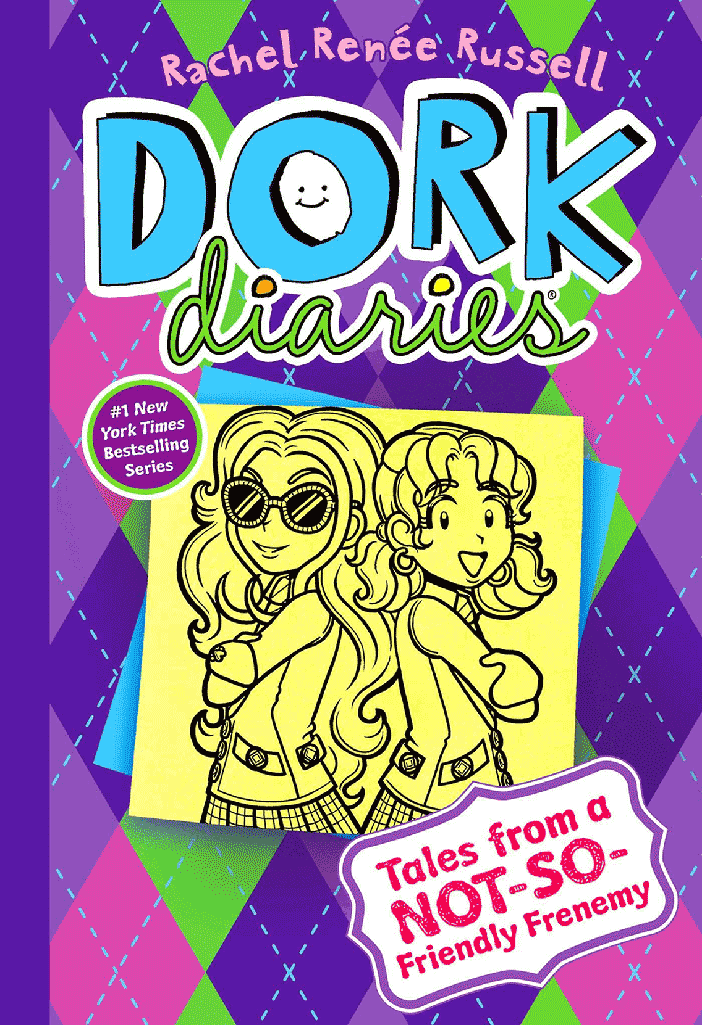 Rachel Renée Russell
DORK
diaries®
#1 New
York Times
Bestselling
Series
Tales from a
NOT-SO-
Friendly Frenemy